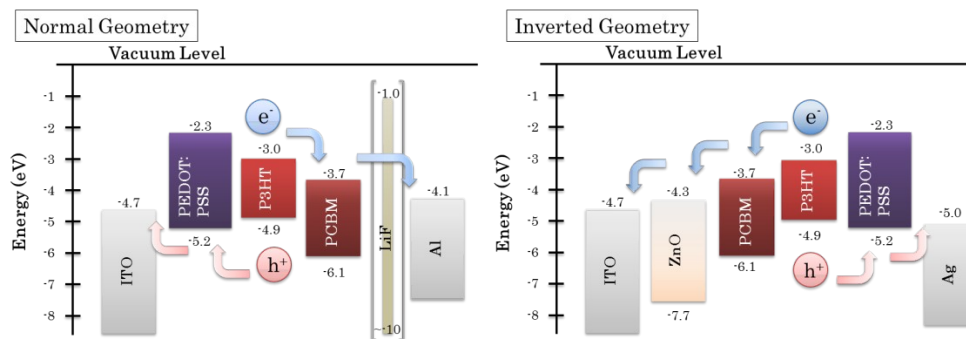 Normal Geometry
Vacuum Level
Energy (eV)
-1
-2
-3
-4
-5
-6
-7
-8
-4.7
ITO
-2.3
PEDOT:
PSS
-5.2
e-
-3.0
P3HT
-4.9
h+
-3.7
PCBM
-6.1
-1.0
LiF
~-10
-4.1
Al
Inverted Geometry
Vacuum Level
Energy (eV)
-1
-2
-3
-4
-5
-6
-7
-8
-4.7
ITO
-4.3
ZnO
-7.7
-3.7
PCBM
-6.1
e-
-3.0
P3HT
-4.9
h+
-2.3
PEDOT:
PSS
-5.2
-5.0
Ag